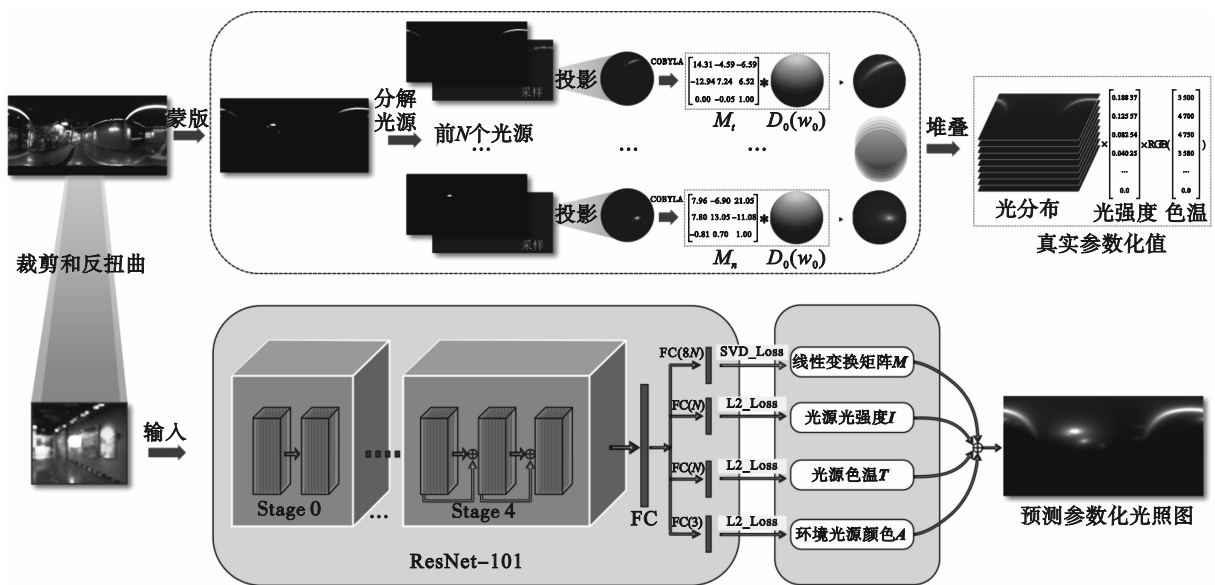 蒙版
分解
光源
采样
前N个光源
...
投影
COBYLA
14.31 -4.59 -6.59
-12.94 7.24 6.52
0.00 -0.05 1.00
*
Mt
D0(w0)
...
...
采样
投影
COBYLA
7.96 -6.90 21.05
7.80 13.05 -11.08
-0.81 0.70 1.00
*
Mn
D0(w0)
堆叠
光分布
×
0.188 37
0.125 37
0.082 54
0.040 25
...
0.0
×RGB(
3 500
4 700
4 750
3 580
...
0.0
)
光强度
色温
真实参数化值
裁剪和反扭曲
输入
Stage 0
...
Stage 4
ResNet-101
FC
FC(8N)
SVD_Loss
线性变换矩阵M
FC(N)
L2_Loss
光源光强度I
FC(N)
L2_Loss
光源色温T
FC(3)
L2_Loss
环境光源颜色A
预测参数化光照图